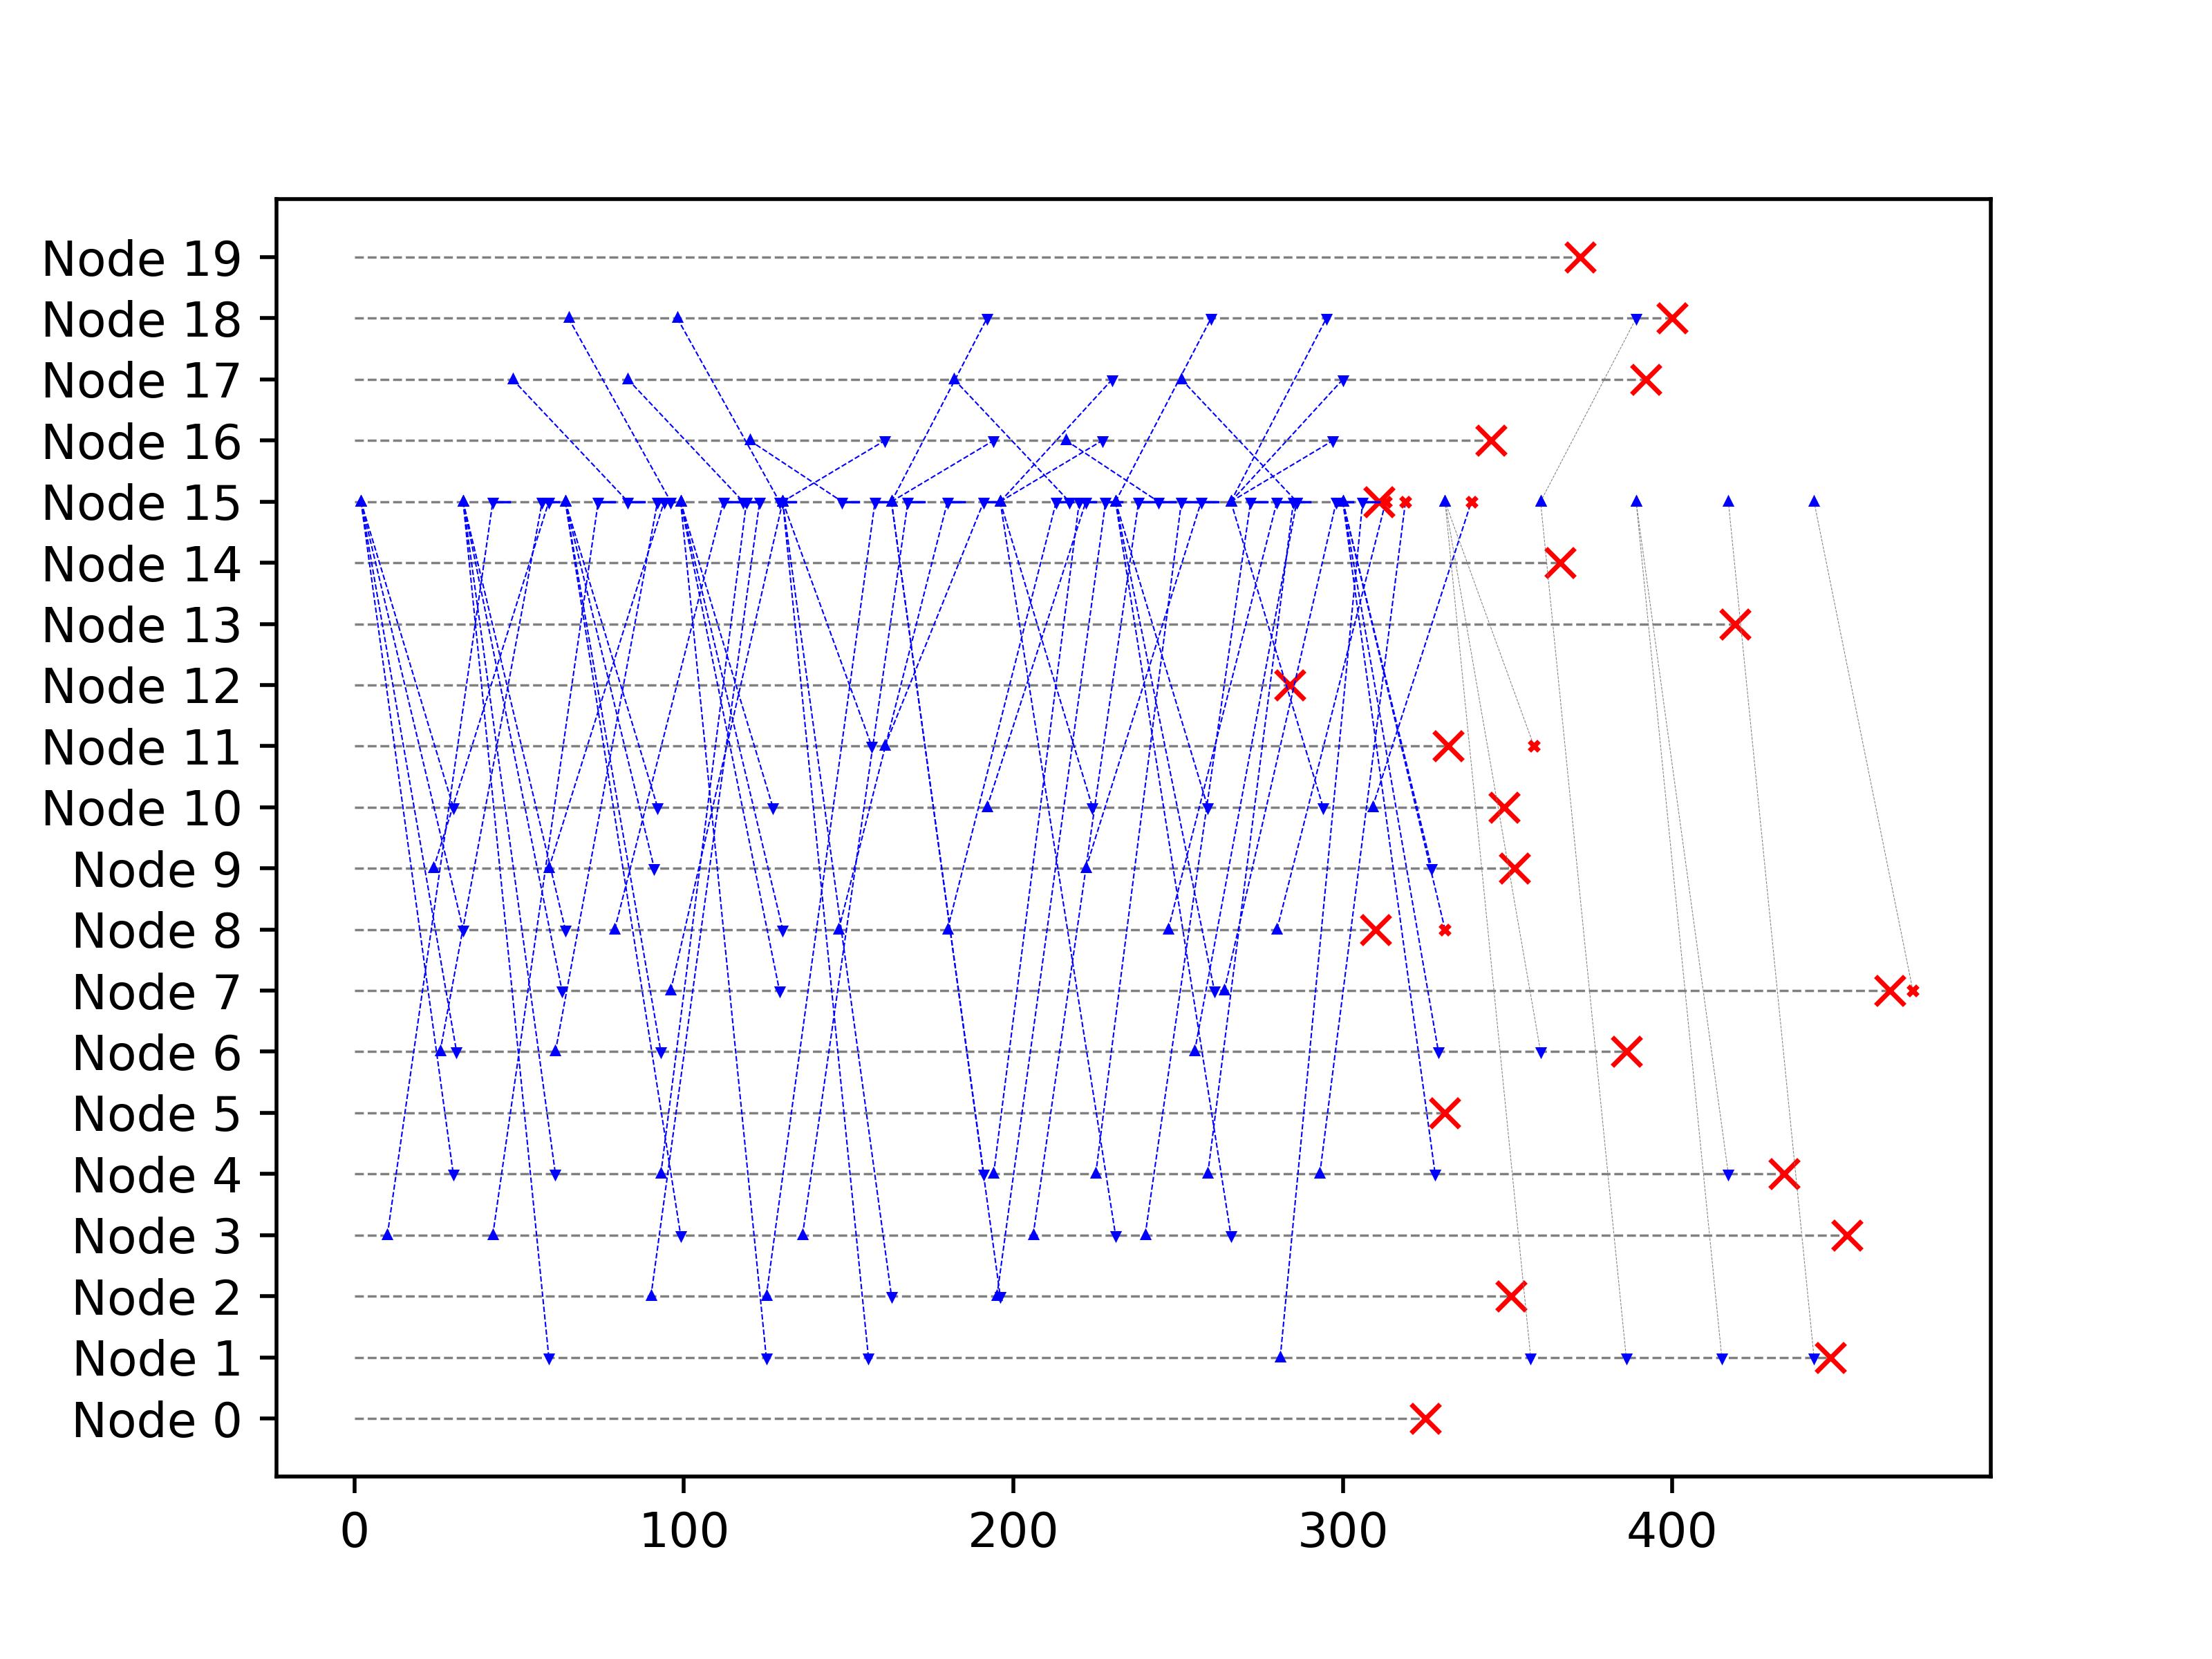 Node 19
Node 18
Node 17
Node 16
Node 15
Node 14
Node 13
Node 12
Node 11
Node 10
Node 9
Node 8
Node 7
Node 6
Node 5
Node 4
Node 3
Node 2
Node 1
Node 0
0 100 200 300 400